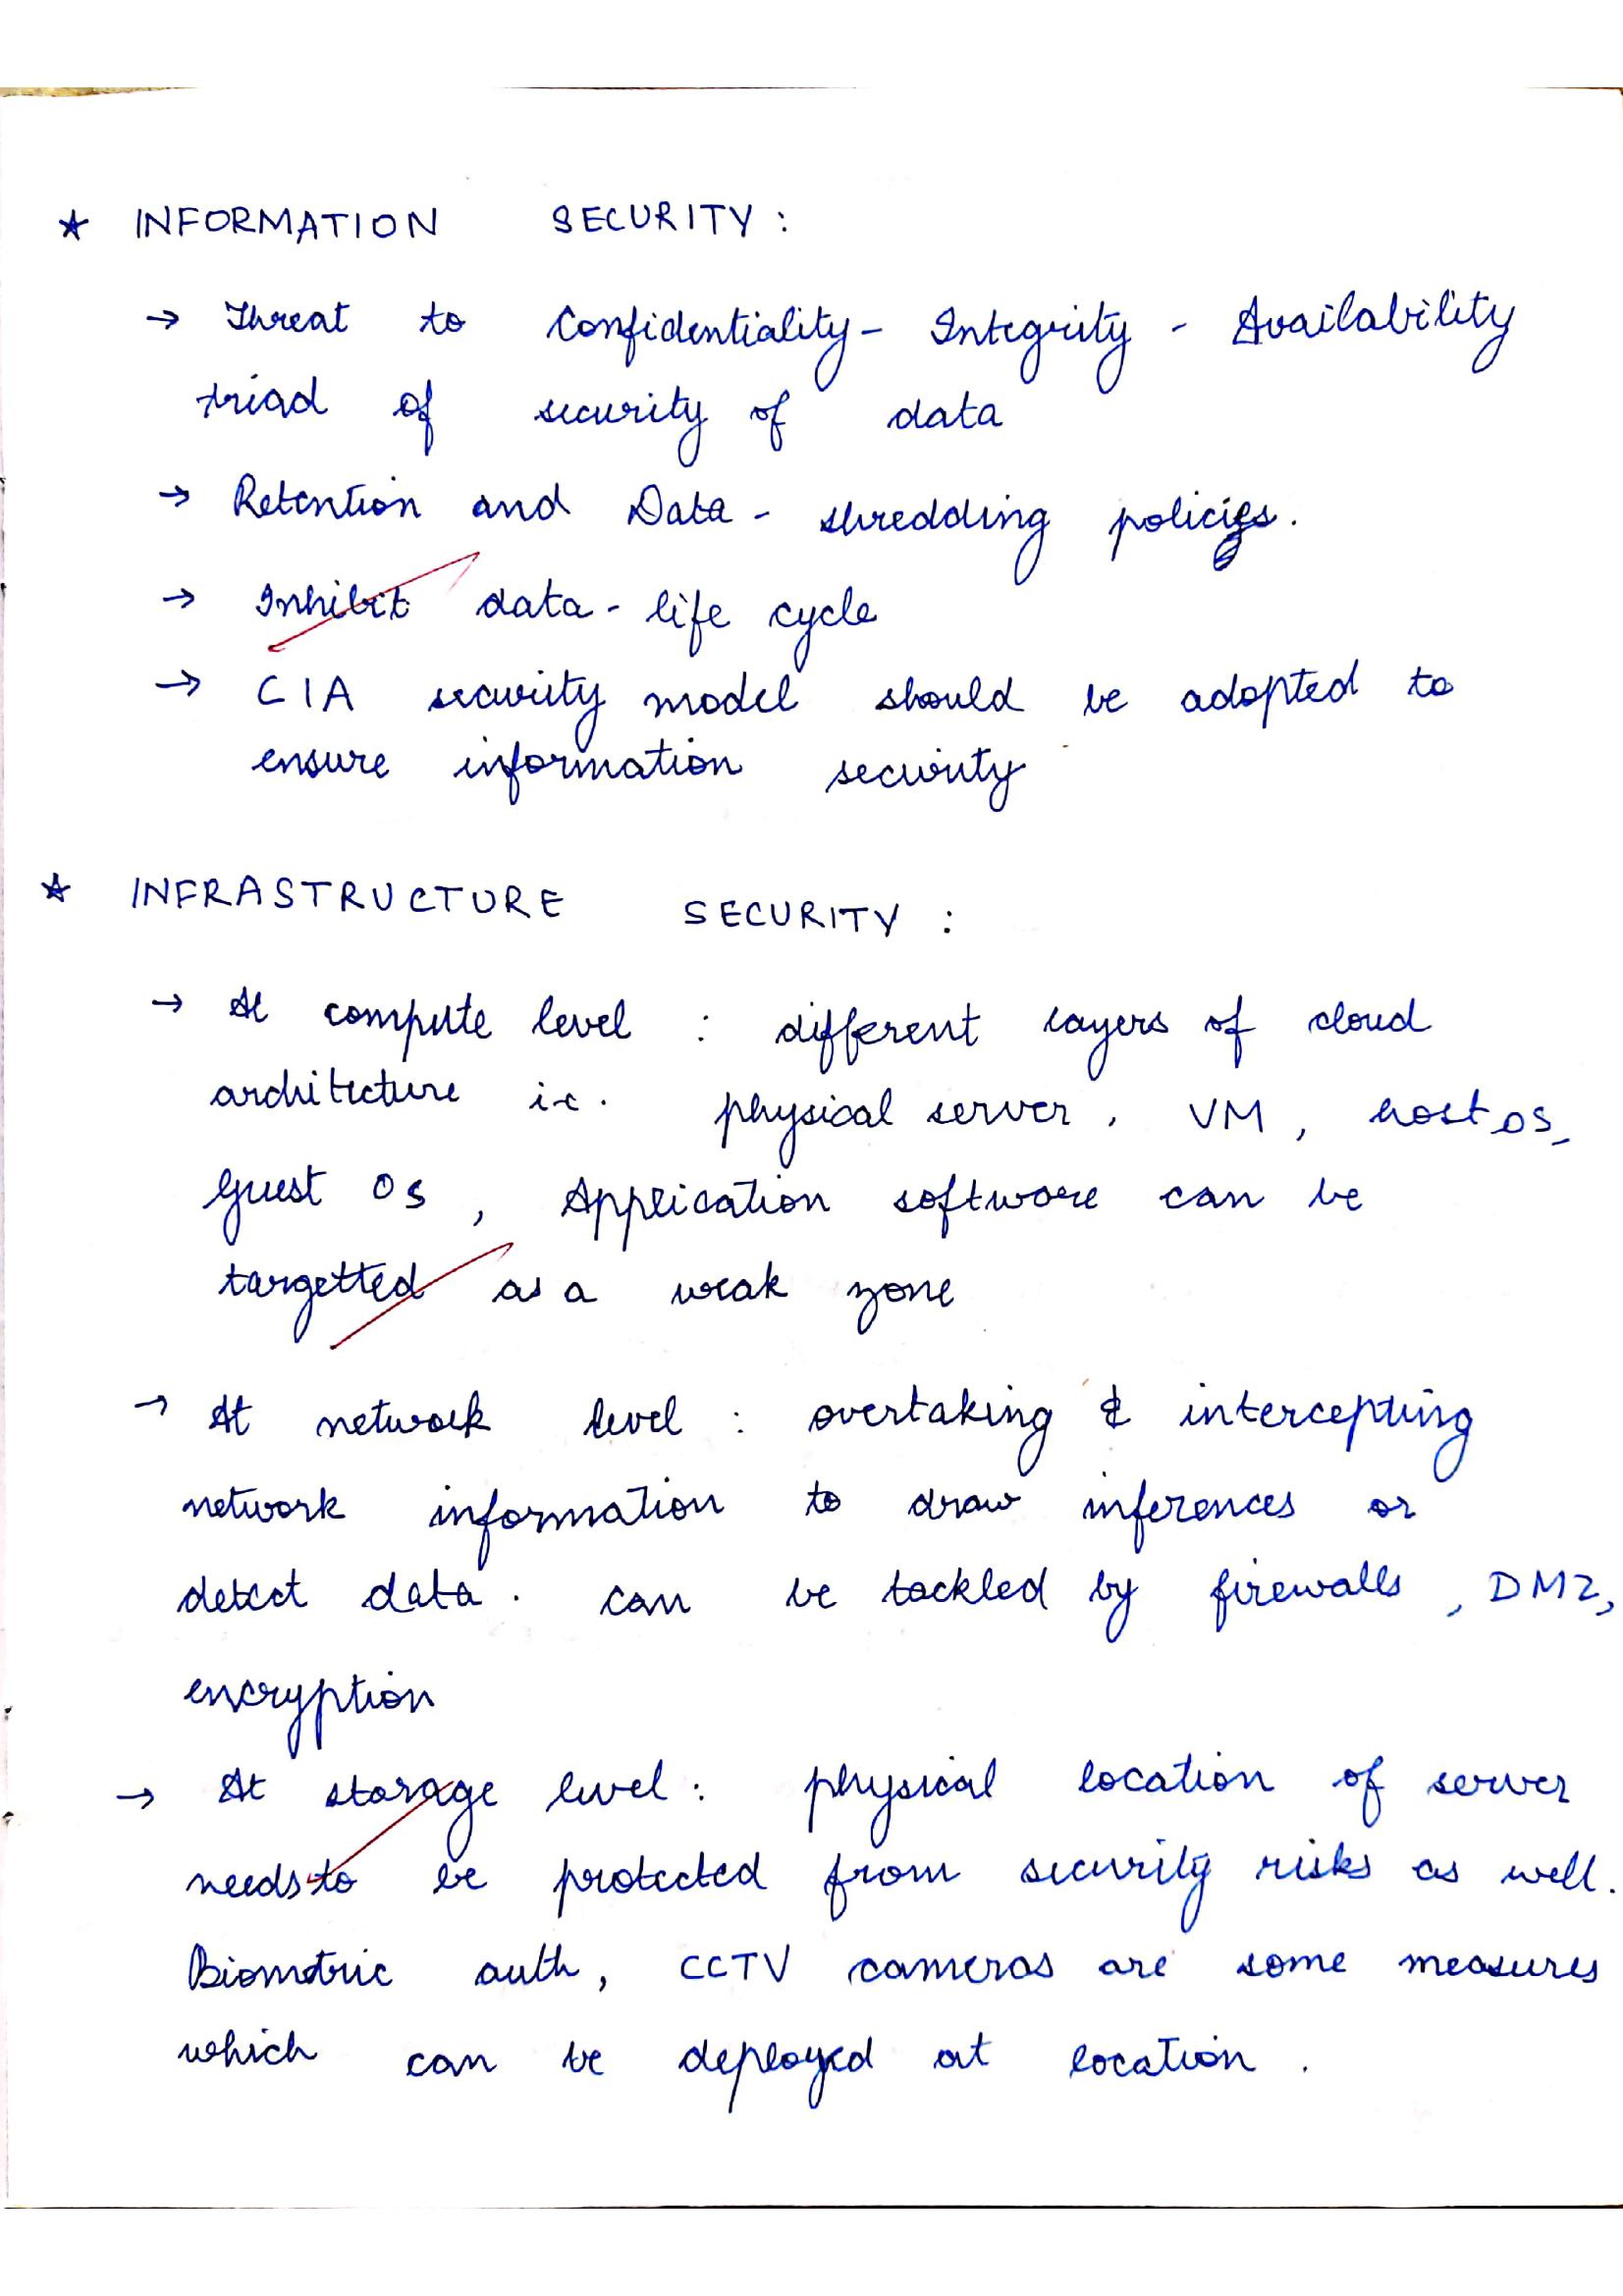 ★ INFORMATION SECURITY :
→ Threat to Confidentiality - Integrity - Availability
triad of security of data
→ Retention and Data - shredding policies.
→ Inhibit data - life cycle
→ CIA security model should be adopted to
ensure information security
★ INFRASTRUCTURE SECURITY :
→ At compute level : different layers of cloud
architecture i.e. physical server, VM, host OS,
Guest OS, Application software can be
targetted as a weak zone
→ At network level : overtaking & intercepting
network information to draw inferences or
detect data. can be tackled by firewalls, DMZ,
encryption
→ At storage level : physical location of server
needs to be protected from security risks as well.
Biometric auth, CCTV cameras are some measures
which can be deployed at location.